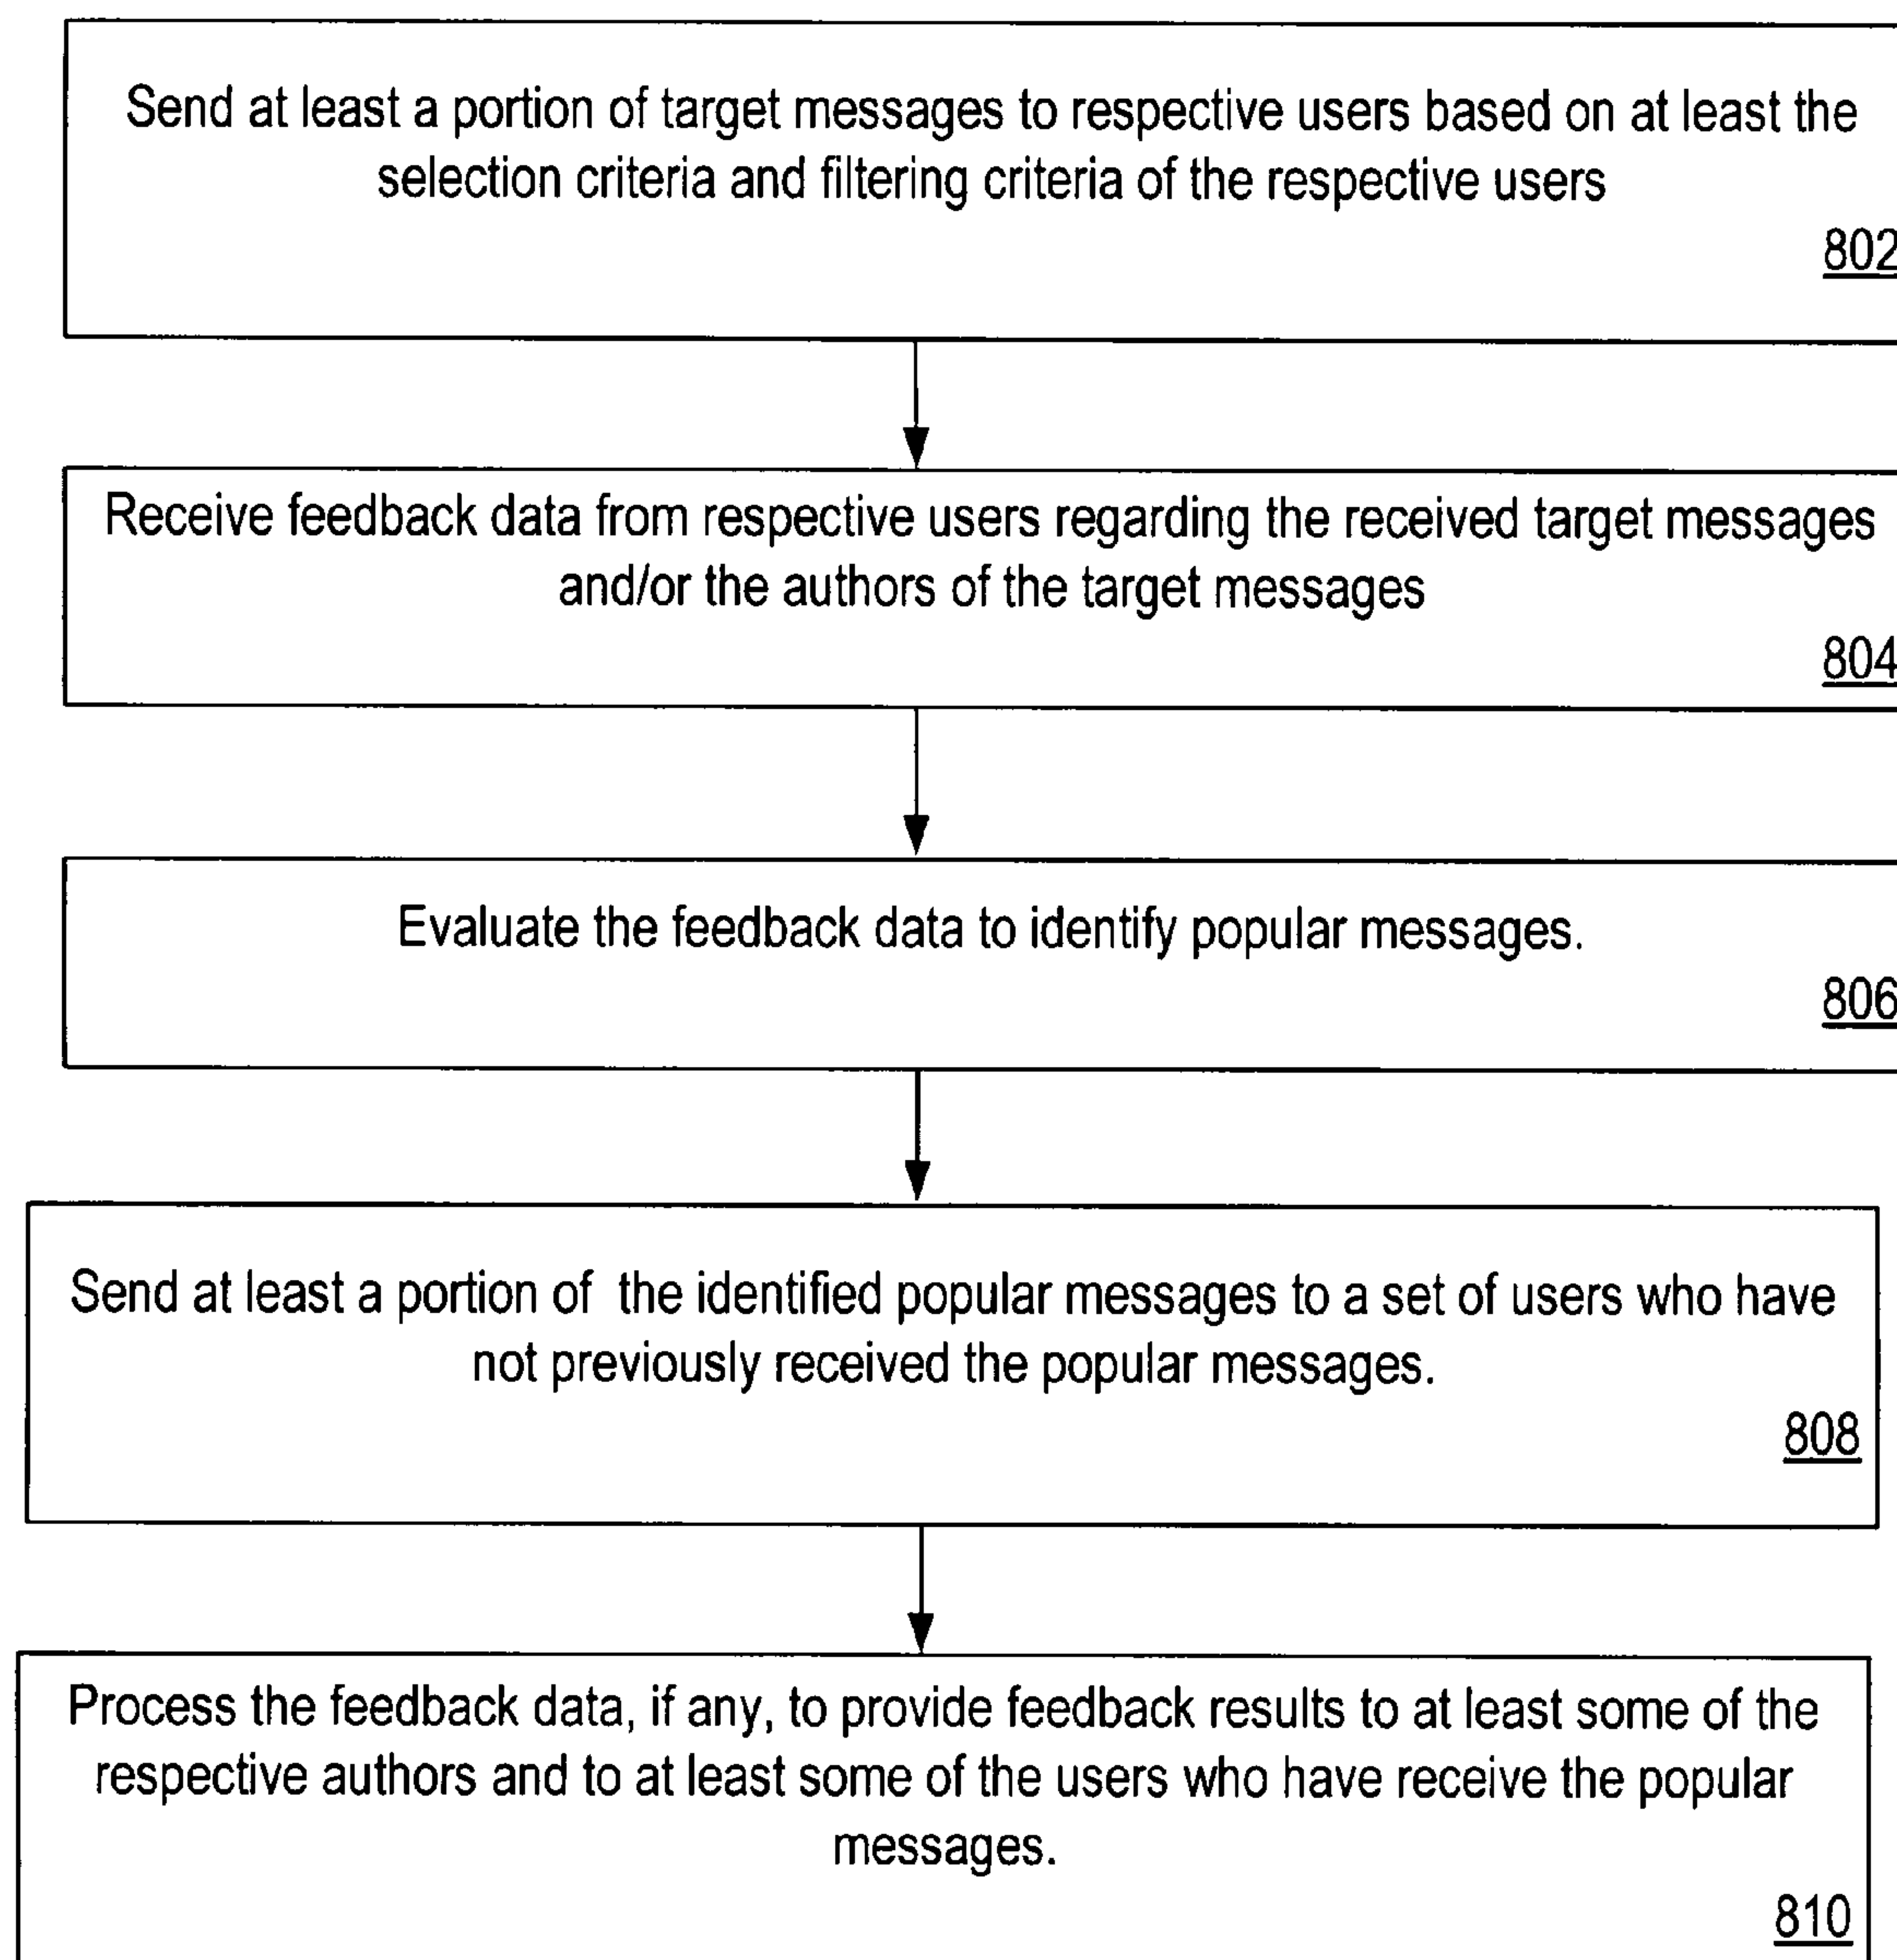 Send at least a portion of target messages to respective users based on at least the
selection criteria and filtering criteria of the respective users
802
Receive feedback data from respective users regarding the received target messages
and/or the authors of the target messages
804
Evaluate the feedback data to identify popular messages.
806
Send at least a portion of the identified popular messages to a set of users who have
not previously received the popular messages.
808
Process the feedback data, if any, to provide feedback results to at least some of the
respective authors and to at least some of the users who have receive the popular
messages.
810